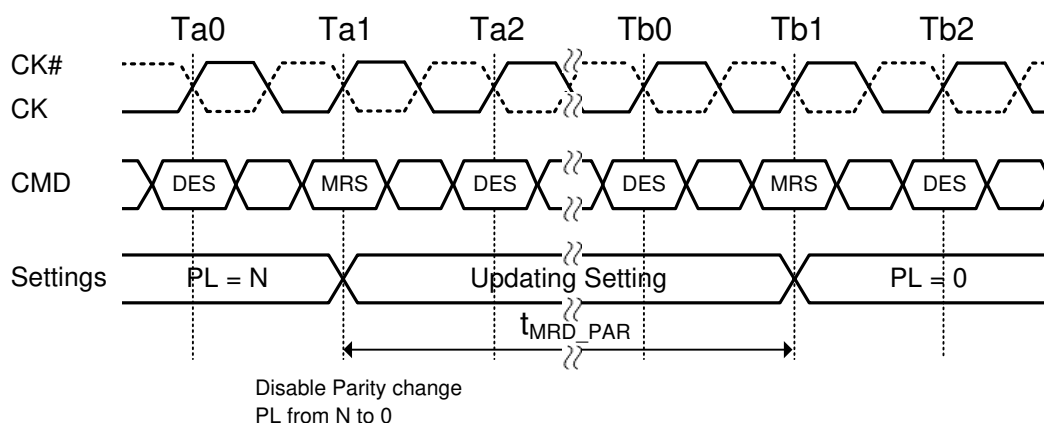 Ta0 Ta1 Ta2 Tb0 Tb1 Tb2
CK#
CK
CMD DES MRS DES DES MRS DES
Settings PL = N Updating Setting PL = 0
tMRD_PAR
Disable Parity change
PL from N to 0